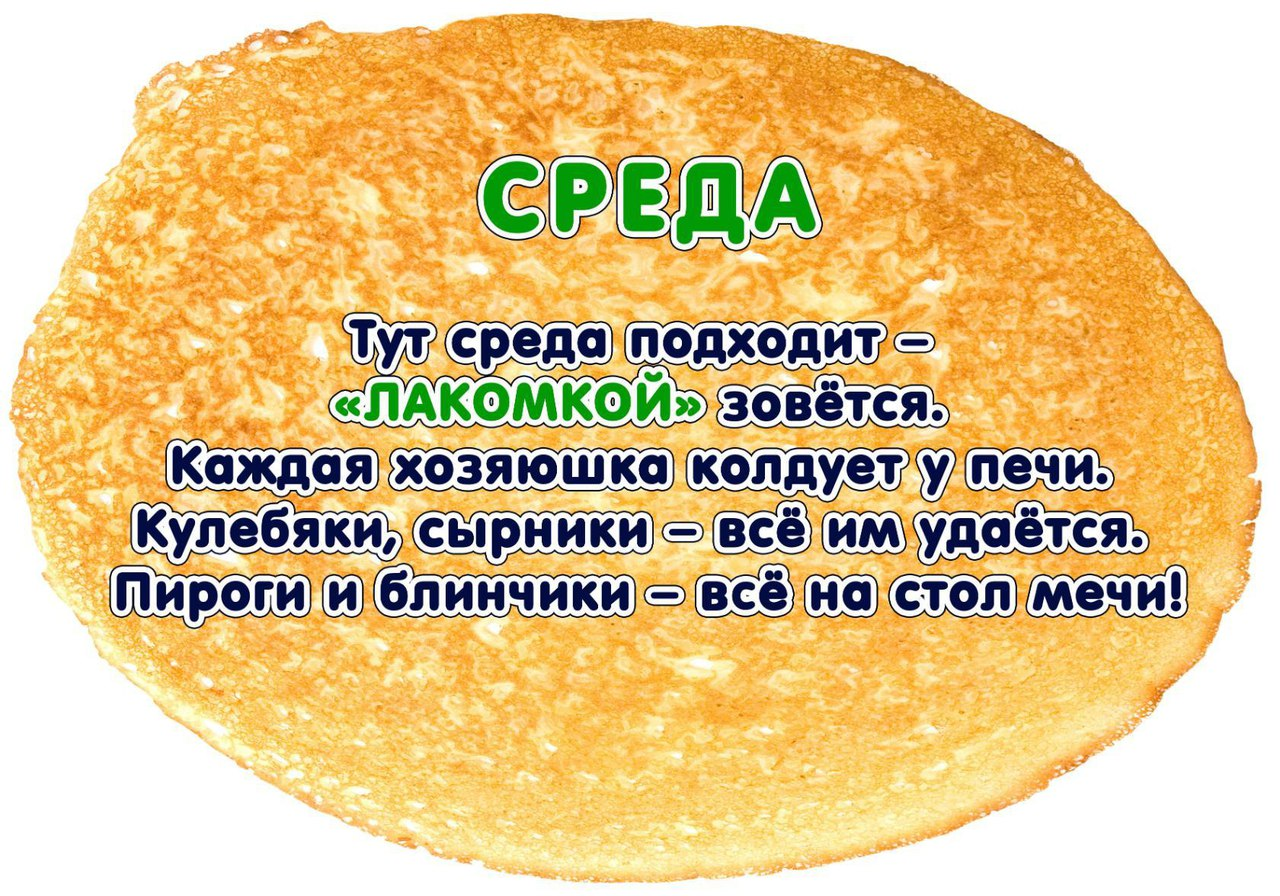 СРЕДА
Тут среда подходит –
«ЛАКОМКОЙ» зовётся.
Каждая хозяюшка колдует у печи.
Кулебяки, сырники – всё им удаётся.
Пироги и блинчики – всё на стол мечи!